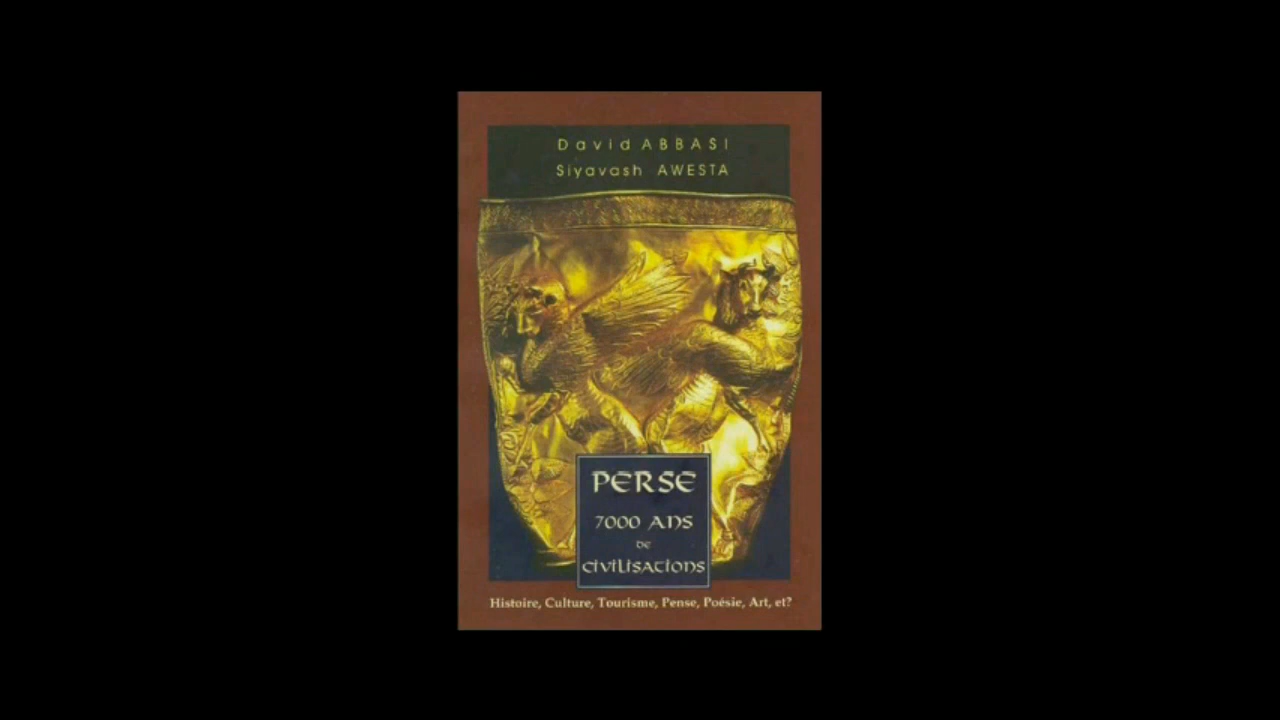 David ABBASI
Siyavash AWESTA
PERSE
7000 ANS
DE
CIVILISATIONS
Histoire, Culture, Tourisme, Pense, Poésie, Art, et?